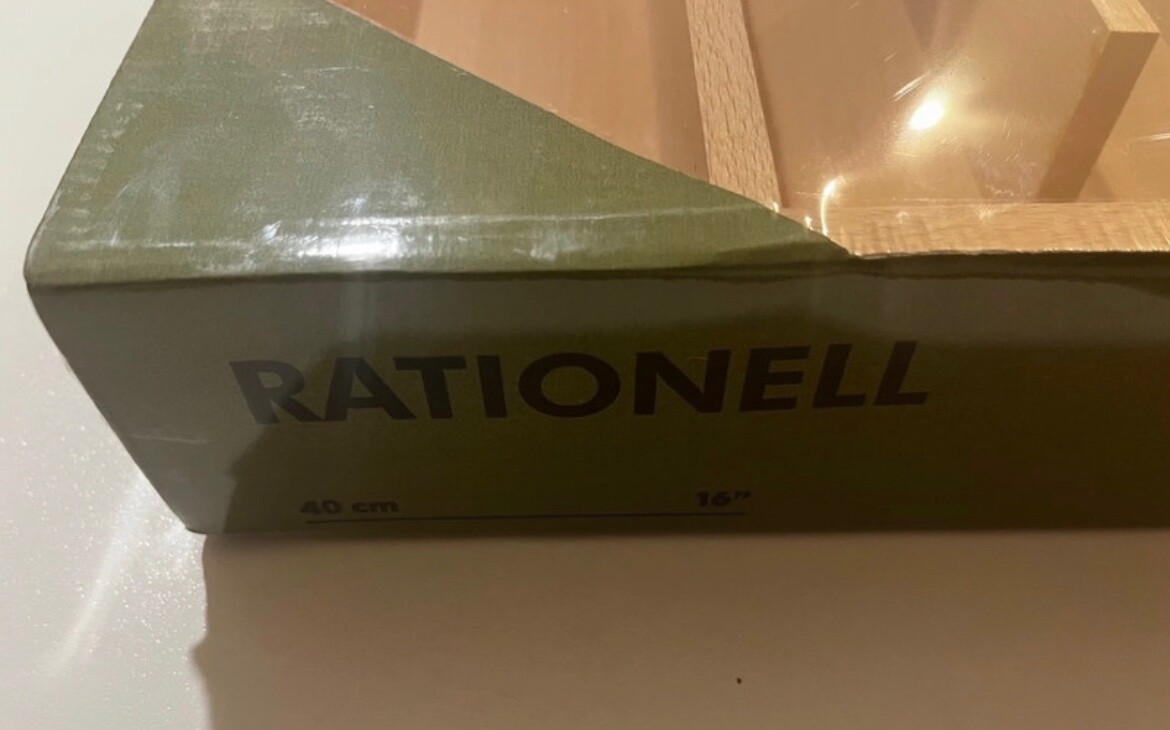 RATIONELL
40 cm 16”